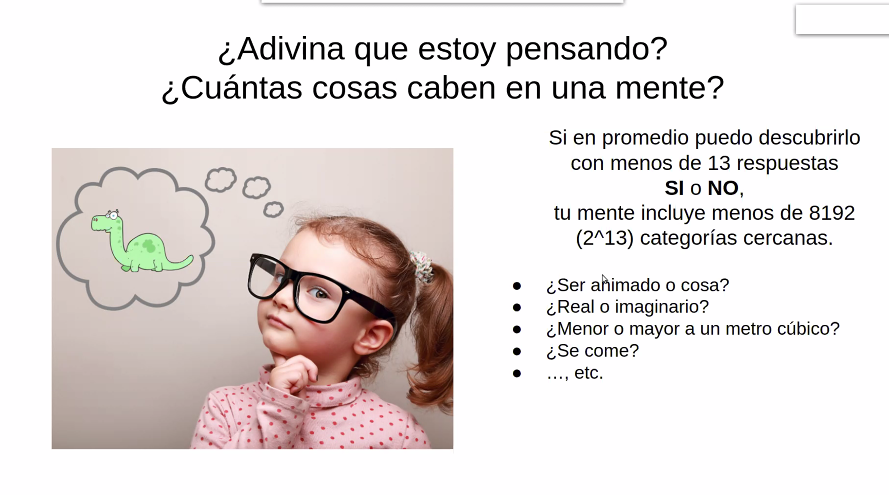 ¿Adivina que estoy pensando?
¿Cuántas cosas caben en una mente?
Si en promedio puedo descubrirlo
con menos de 13 respuestas
SI o NO,
tu mente incluye menos de 8192
(2^13) categorías cercanas.
● ¿Ser animado o cosa?
● ¿Real o imaginario?
● ¿Menor o mayor a un metro cúbico?
● ¿Se come?
● …, etc.